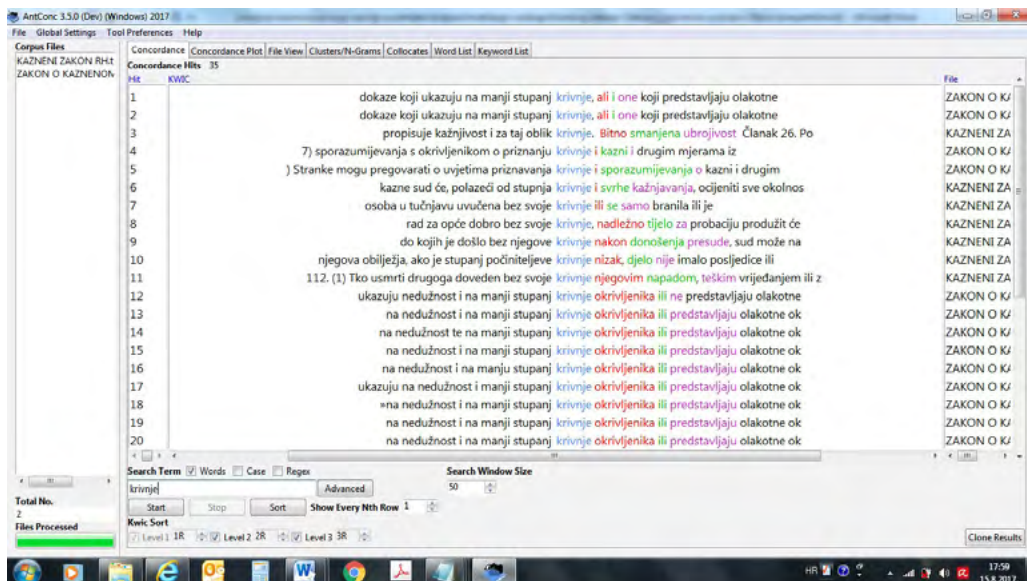 AntConc 3.5.0 (Dev) (Windows) 2017
File Global Settings Tool Preferences Help
Corpus Files
KAZNENI ZAKON RH.t
ZAKON O KAZNENON
Concordance Concordance Plot File View Clusters/N-Grams Collocates Word List Keyword List
Concordance Hits 35
Hit KWIC File
1 dokaze koji ukazuju na manji stupanj krivnje, ali i one koji predstavljaju olakotne ZAKON O K/
2 dokaze koji ukazuju na manji stupanj krivnje, ali i one koji predstavljaju olakotne ZAKON O K/
3 propisuje kažnjivost i za taj oblik krivnje. Bitno smanjena ubrojivost Članak 26. Po KAZNENI ZA
4 7) sporazumijevanja s okrivljenikom o priznanju krivnje i kazni i drugim mjerama iz ZAKON O K/
5 ) Stranke mogu pregovarati o uvjetima priznavanja krivnje i sporazumijevanja o kazni i drugim ZAKON O K/
6 kazne sud će, polazeći od stupnja krivnje i svrhe kažnjavanja, ocijeniti sve okolnos KAZNENI ZA
7 osoba u tučnjavu uvučena bez svoje krivnje ili se samo branila ili je KAZNENI ZA
8 rad za opće dobro bez svoje krivnje, nadležno tijelo za probaciju produžit će KAZNENI ZA
9 do kojih je došlo bez njegove krivnje nakon donošenja presude, sud može na KAZNENI ZA
10 njegova obilježja, ako je stupanj počiniteljeve krivnje nizak, djelo nije imalo posljedice ili KAZNENI ZA
11 112. (1) Tko usmrti drugoga doveden bez svoje krivnje njegovim napadom, teškim vrijeđanjem ili z KAZNENI ZA
12 ukazuju nedužnost i na manji stupanj krivnje okrivljenika ili ne predstavljaju olakotne ZAKON O K/
13 na nedužnost i na manji stupanj krivnje okrivljenika ili predstavljaju olakotne ok ZAKON O K/
14 na nedužnost te na manji stupanj krivnje okrivljenika ili predstavljaju olakotne ok ZAKON O K/
15 na nedužnost i na manji stupanj krivnje okrivljenika ili predstavljaju olakotne ok ZAKON O K/
16 na nedužnost i na manju stupanj krivnje okrivljenika ili predstavljaju olakotne ok ZAKON O K/
17 ukazuju na nedužnost i manji stupanj krivnje okrivljenika ili predstavljaju olakotne ok ZAKON O K/
18 »na nedužnost i na manji stupanj krivnje okrivljenika ili predstavljaju olakotne ok ZAKON O K/
19 na nedužnost i na manji stupanj krivnje okrivljenika ili predstavljaju olakotne ok ZAKON O K/
20 na nedužnost i na manji stupanj krivnje okrivljenika ili predstavljaju olakotne ok ZAKON O K/
Search Term Words Case Regex Search Window Size
krivnje Advanced 50
Total No.
2
Start Stop Sort Show Every Nth Row 1
Files Processed
Kwic Sort
Level 1 1R Level 2 2R Level 3 3R Clone Results
HR 17:59
15.8.2017